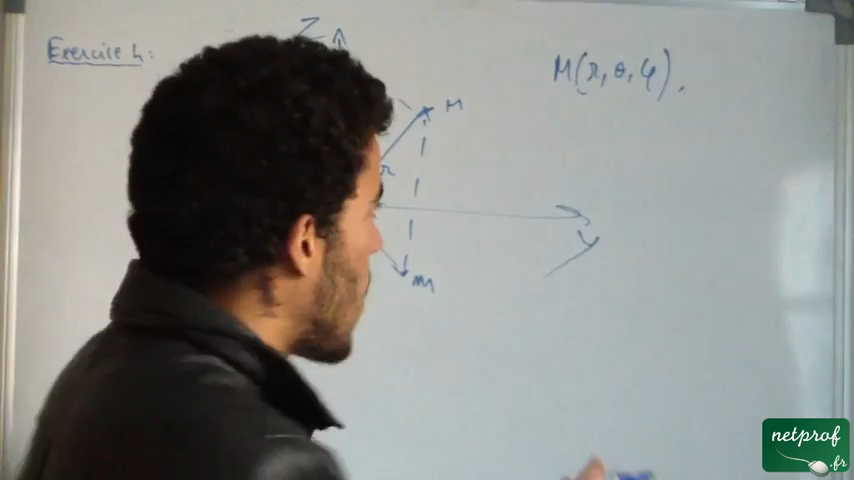 Exercice 4:
Z
M(r, θ, φ).
M
r
y
m
netprof
.fr